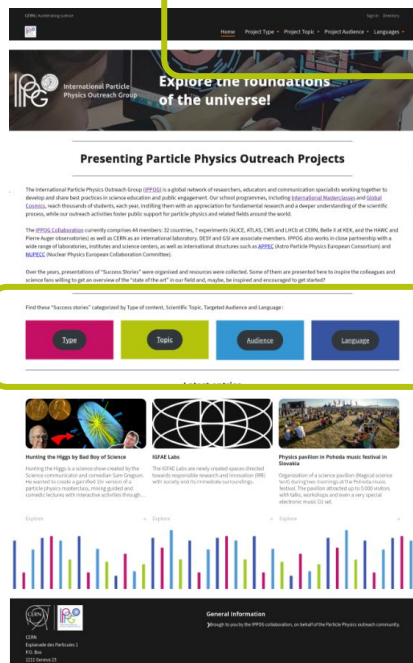 CERN Accelerating science
Sign in Directory
Home Project Type Project Topic Project Audience Languages
International Particle
Physics Outreach Group
Explore the foundations
of the universe!
Presenting Particle Physics Outreach Projects
The International Particle Physics Outreach Group (IPPOG) is a global network of researchers, educators and communication specialists working together to
develop and share best practices in science education and public engagement. Our school programmes, including International Masterclasses and Global
Cosmics, reach thousands of students, each year, instilling them with an appreciation for fundamental research and a deeper understanding of the scientific
process, while our outreach activities foster public support for particle physics and related fields around the world.
The IPPOG Collaboration currently comprises 44 members: 32 countries, 7 experiments (ALICE, ATLAS, CMS and LHCb at CERN, Belle II at KEK, and the HAWC and
Pierre Auger observatories) as well as CERN as an international laboratory. DESY and GSI are associate members. IPPOG also works in close partnership with a
wide range of laboratories, institutes and science centers, as well as international structures such as APPEC (Astro Particle Physics European Consortium) and
NUPECC (Nuclear Physics European Collaboration Committee).
Over the years, presentations of "Success Stories" were organised and resources were collected. Some of them are presented here to inspire the colleagues and
science fans willing to get an overview of the "state of the art" in our field and, maybe, be inspired and encouraged to get started?
Find these "Success stories" categorized by Type of content, Scientific Topic, Targeted Audience and Language:
Type
Topic
Audience
Language
Hunting the Higgs by Bad Boy of Science
Hunting the Higgs is a science show created by the
Science communicator and comedian Sam Gregson.
He wanted to create a gamified 1hr version of a
particle physics masterclass, mixing guided and
comedic lectures with interactive activities through...
Explore
IGFAE Labs
The IGFAE Labs are newly created spaces directed
towards responsible research and innovation (RRI)
with society and its immediate surroundings.
Explore
Physics pavilion in Pohoda music festival in
Slovakia
Organization of a science pavilion (Magical science
tent) during two mornings at the Pohoda music
festival. The pavilion attracted up to 5000 visitors
with talks, workshops and even a very special
electronic music DJ set.
Explore
CERN
Esplanade des Particules 1
P.O. Box
1211 Geneva 23
General Information
Brought to you by the IPPOG collaboration, on behalf of the Particle Physics outreach community.